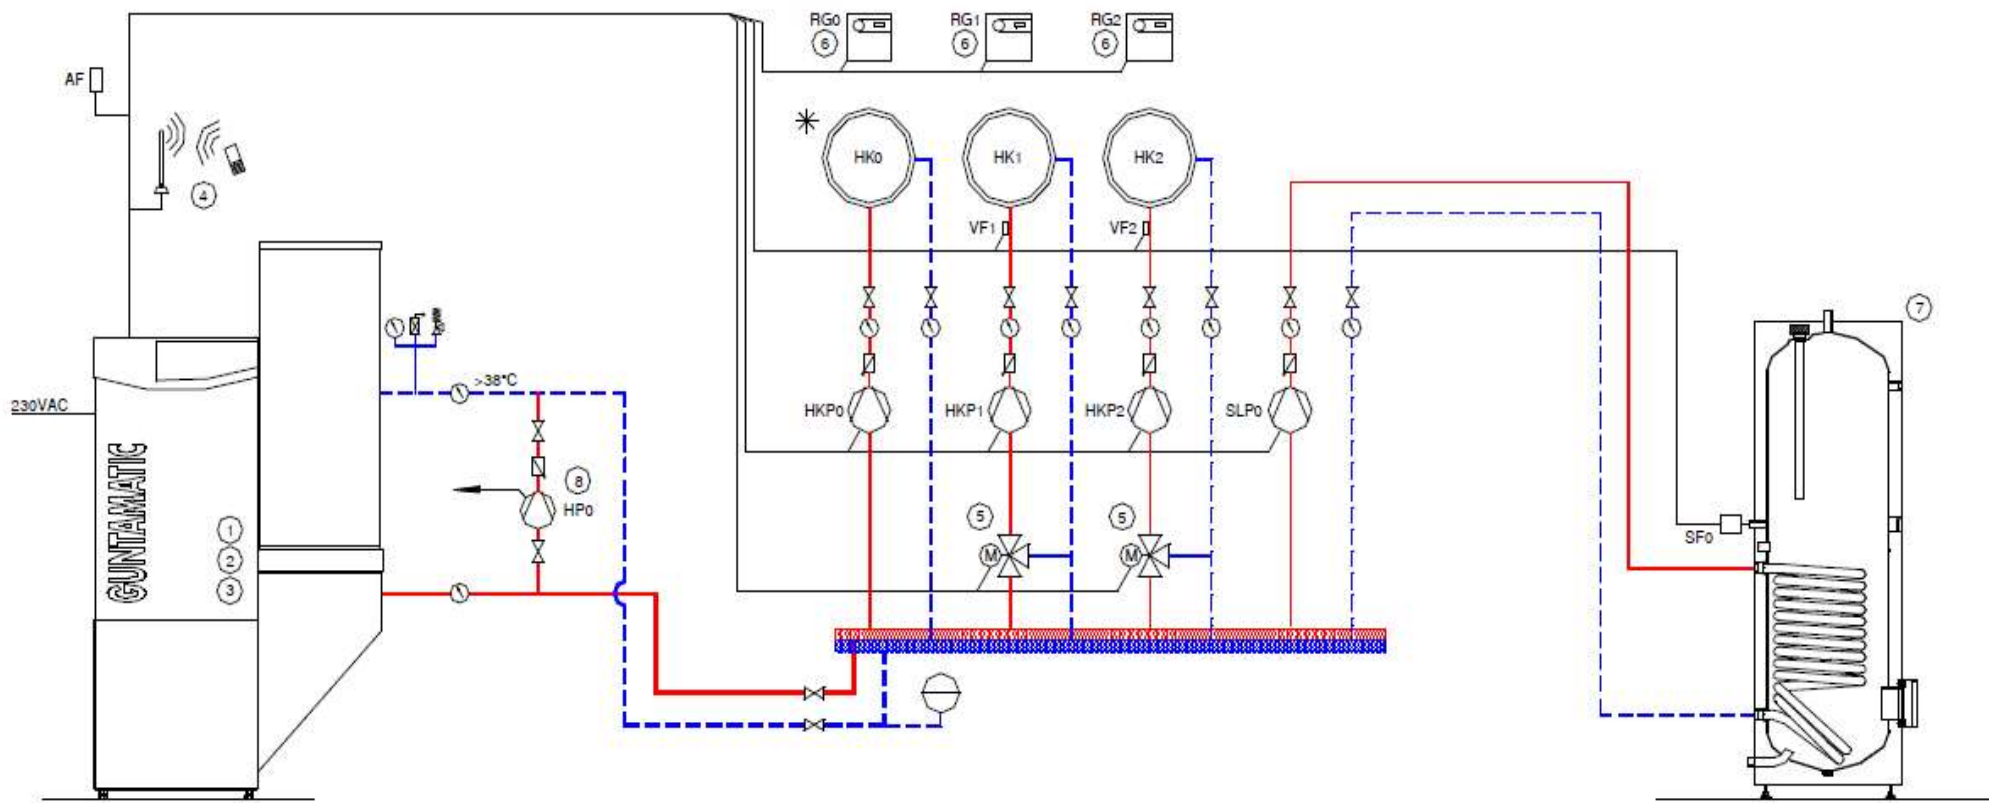 RG0
6
RG1
6
RG2
6
AF
HK0
HK1
HK2
4
VF1
VF2
7
>38°C
230VAC
HKP0
HKP1
HKP2
SLP0
GUNTAMATIC
8
HP0
5
5
1
2
3
M
M
SF0